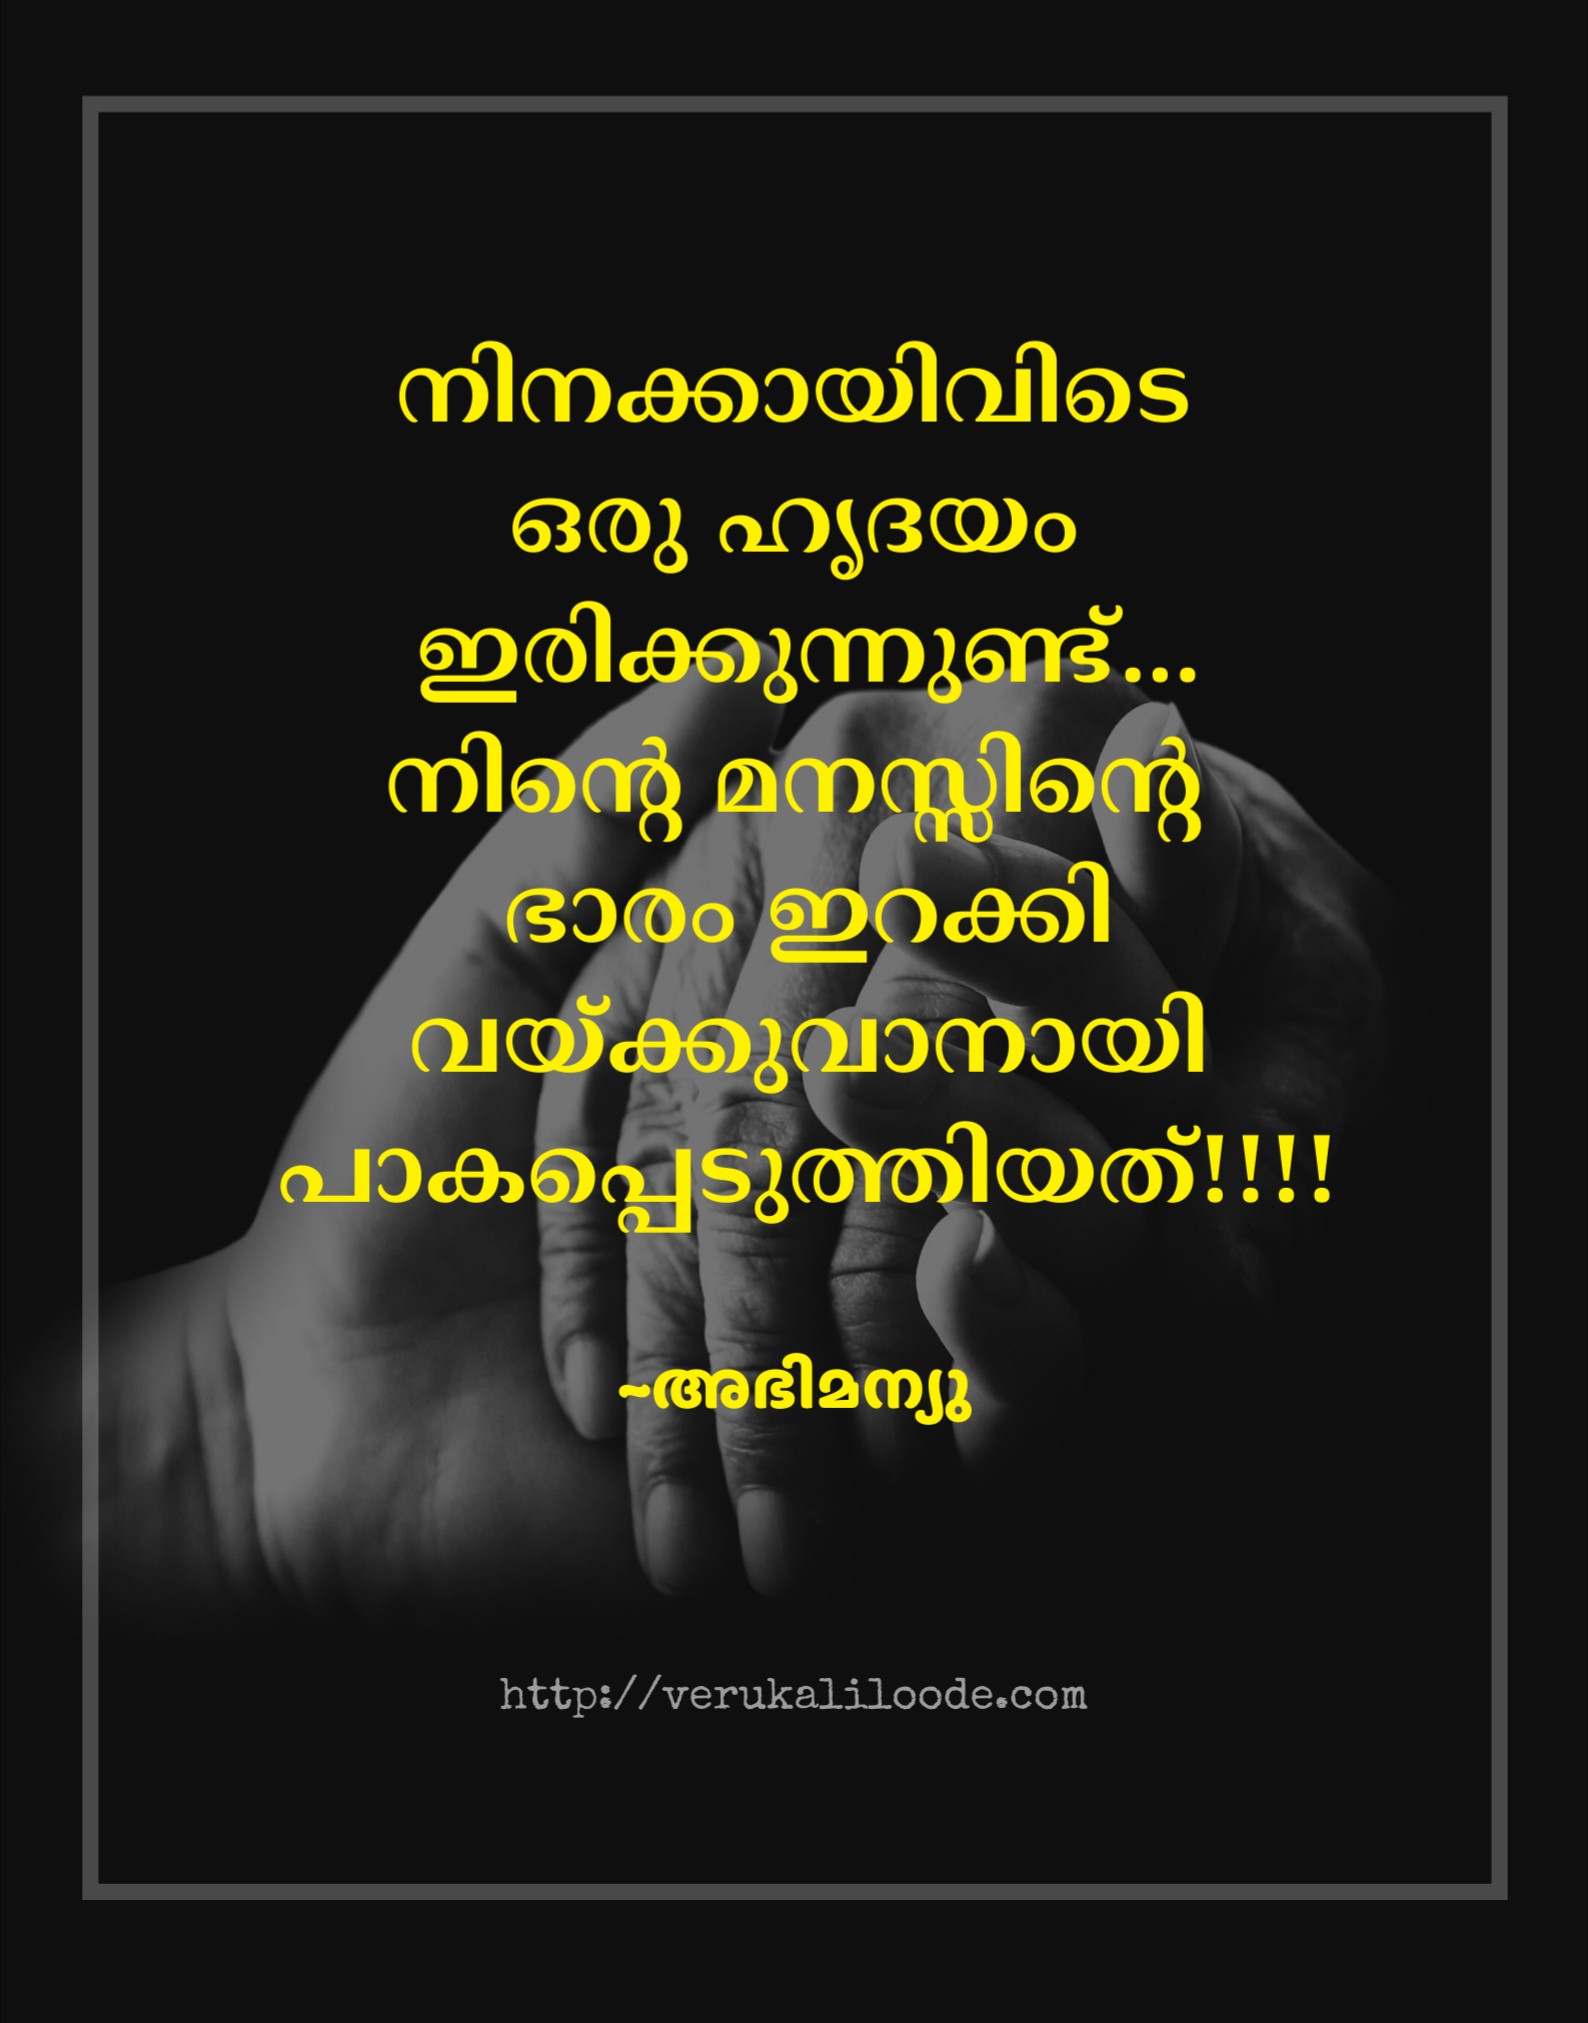 നിനക്കായിവിടെ
ഒരു ഹൃദയം
ഇരിക്കുന്നുണ്ട്...
നിന്റെ മനസ്സിന്റെ
ഭാരം ഇറക്കി
വയ്ക്കുവാനായി
പാകപ്പെടുത്തിയത്!!!!
~അഭിമന്യു
http://verukaliloode.com